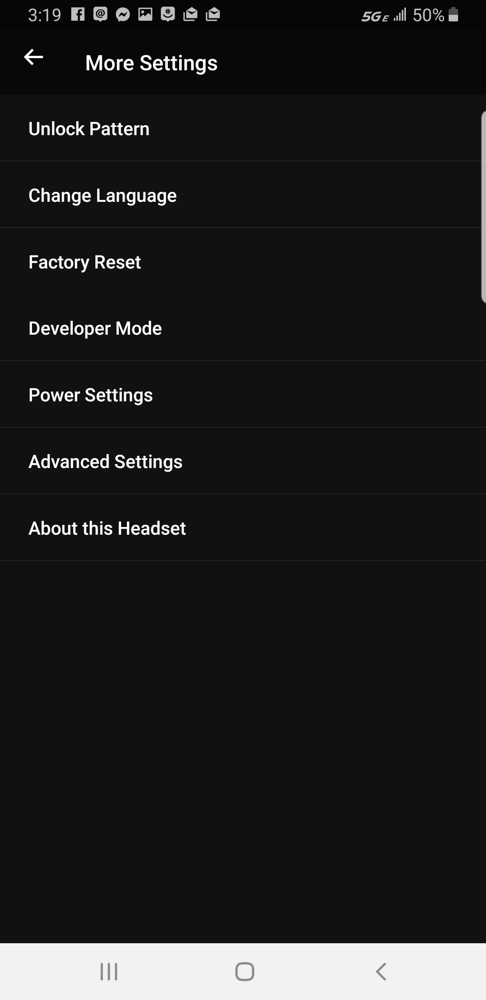 3:19 5G E 50%
More Settings
Unlock Pattern
Change Language
Factory Reset
Developer Mode
Power Settings
Advanced Settings
About this Headset